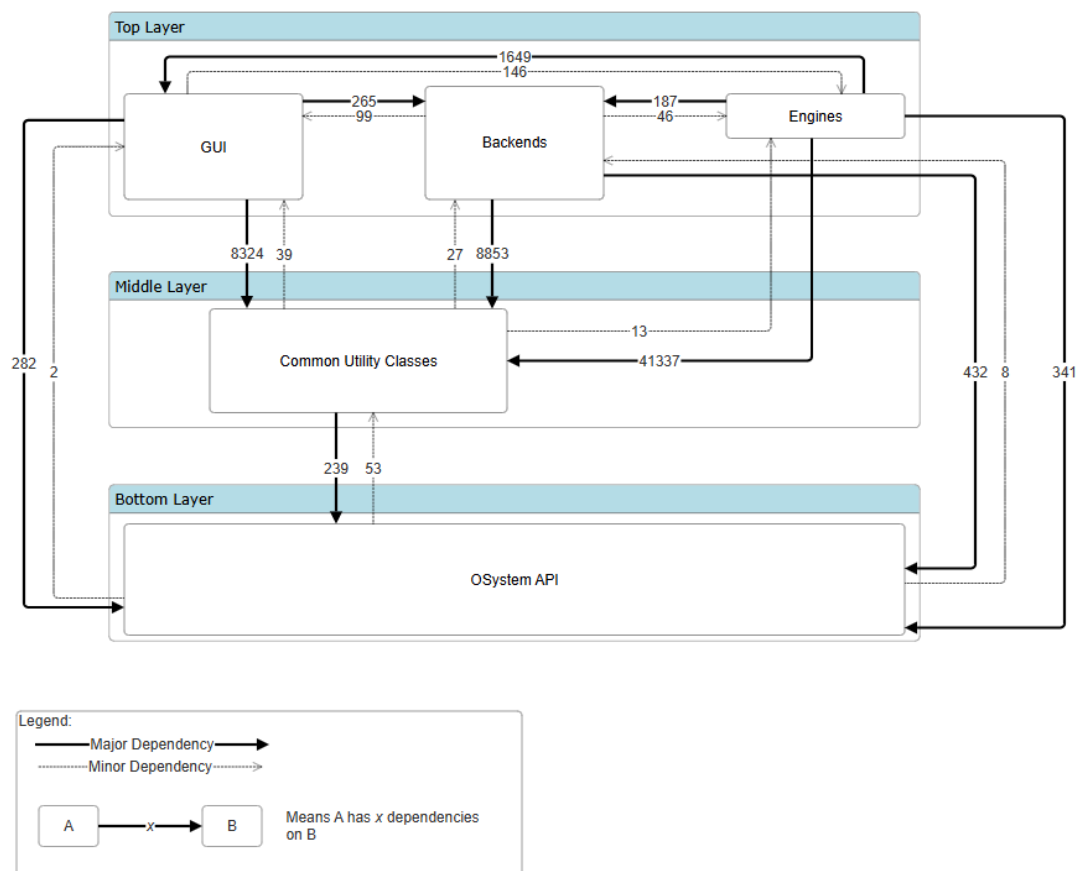 Top Layer
1649
146
265
187
99
46
GUI
Backends
Engines
8324
39
27
8853
Middle Layer
13
Common Utility Classes
41337
282
2
432
8
341
239
53
Bottom Layer
OSystem API
Legend:
Major Dependency
Minor Dependency
A
x
B
Means A has x dependencies
on B